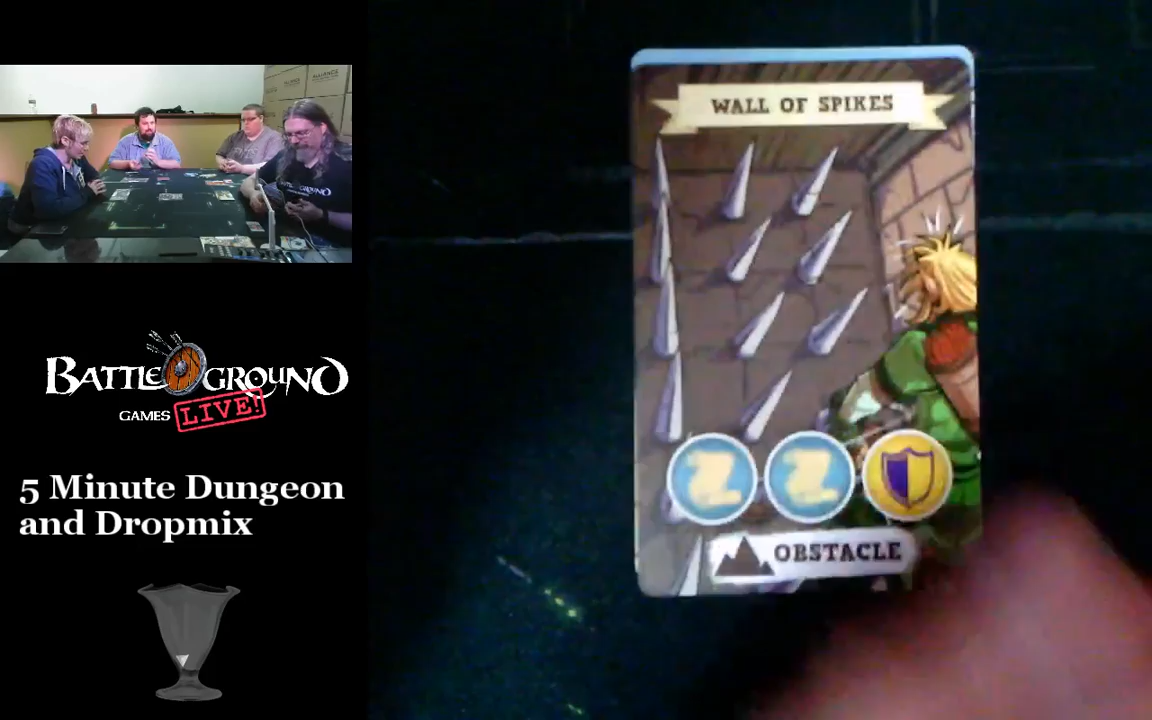 WALL OF SPIKES
OBSTACLE
BATTLEGROUND
GAMES LIVE!
5 Minute Dungeon
and Dropmix